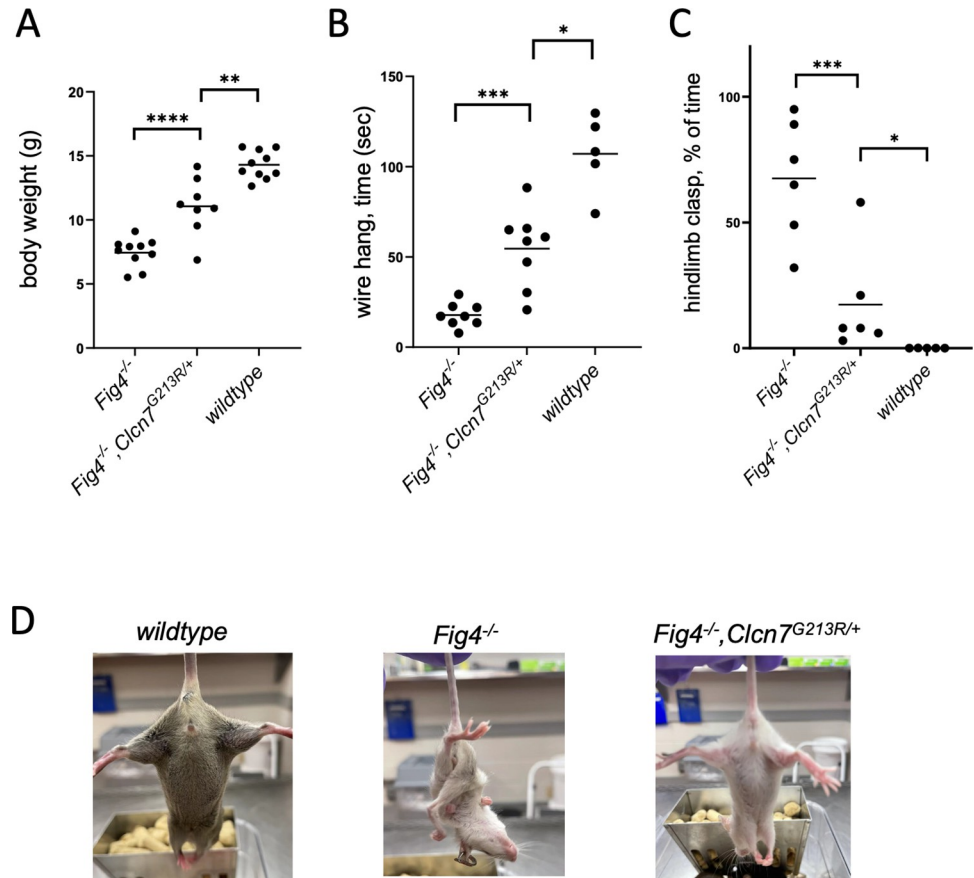 A
body weight (g)
20
15
10
5
0
****
**
Fig4-/-
Fig4-/-, Clcn7G213R/+
wildtype
B
wire hang, time (sec)
150
100
50
0
***
*
Fig4-/-
Fig4-/-, Clcn7G213R/+
wildtype
C
hindlimb clasp, % of time
100
50
0
***
*
Fig4-/-
Fig4-/-, Clcn7G213R/+
wildtype
D
wildtype
Fig4-/-
Fig4-/-,Clcn7G213R/+